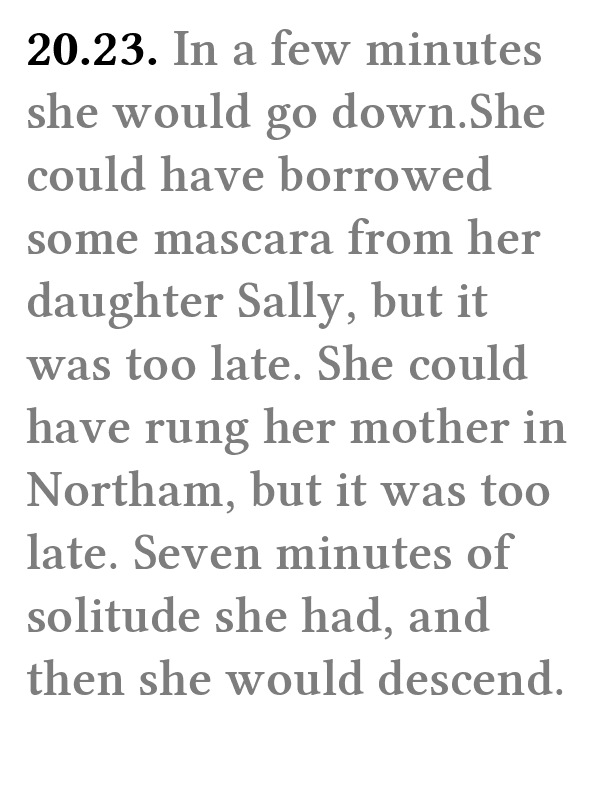 20.23. In a few minutes
she would go down.She
could have borrowed
some mascara from her
daughter Sally, but it
was too late. She could
have rung her mother in
Northam, but it was too
late. Seven minutes of
solitude she had, and
then she would descend.